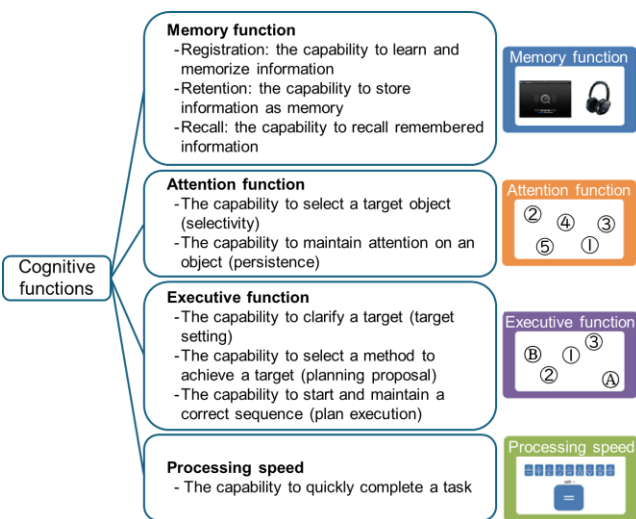 Cognitive
functions
Memory function
-Registration: the capability to learn and
memorize information
-Retention: the capability to store
information as memory
-Recall: the capability to recall remembered
information
Memory function
Attention function
-The capability to select a target object
(selectivity)
-The capability to maintain attention on an
object (persistence)
Attention function
②
④
③
⑤
①
Executive function
-The capability to clarify a target (target
setting)
-The capability to select a method to
achieve a target (planning proposal)
-The capability to start and maintain a
correct sequence (plan execution)
Executive function
③
Ⓑ
①
②
Ⓐ
Processing speed
- The capability to quickly complete a task
Processing speed
=